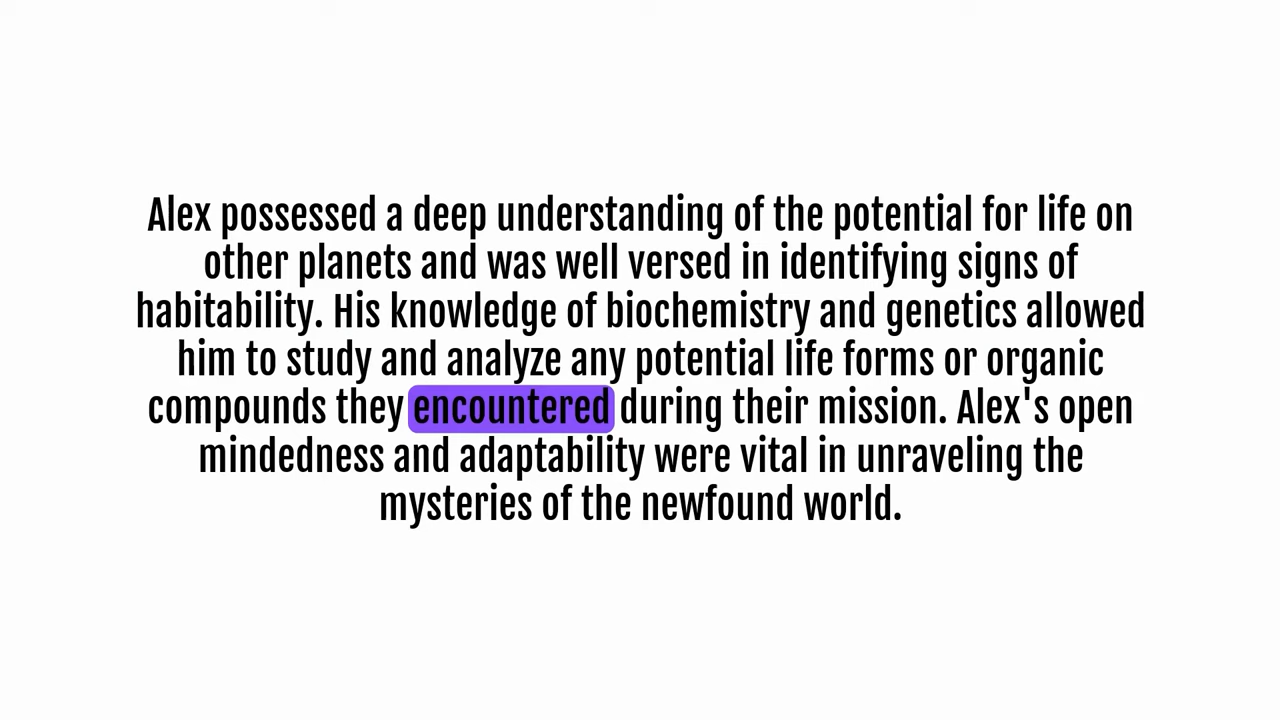 Alex possessed a deep understanding of the potential for life on
other planets and was well versed in identifying signs of
habitability. His knowledge of biochemistry and genetics allowed
him to study and analyze any potential life forms or organic
compounds they encountered during their mission. Alex's open
mindedness and adaptability were vital in unraveling the
mysteries of the newfound world.